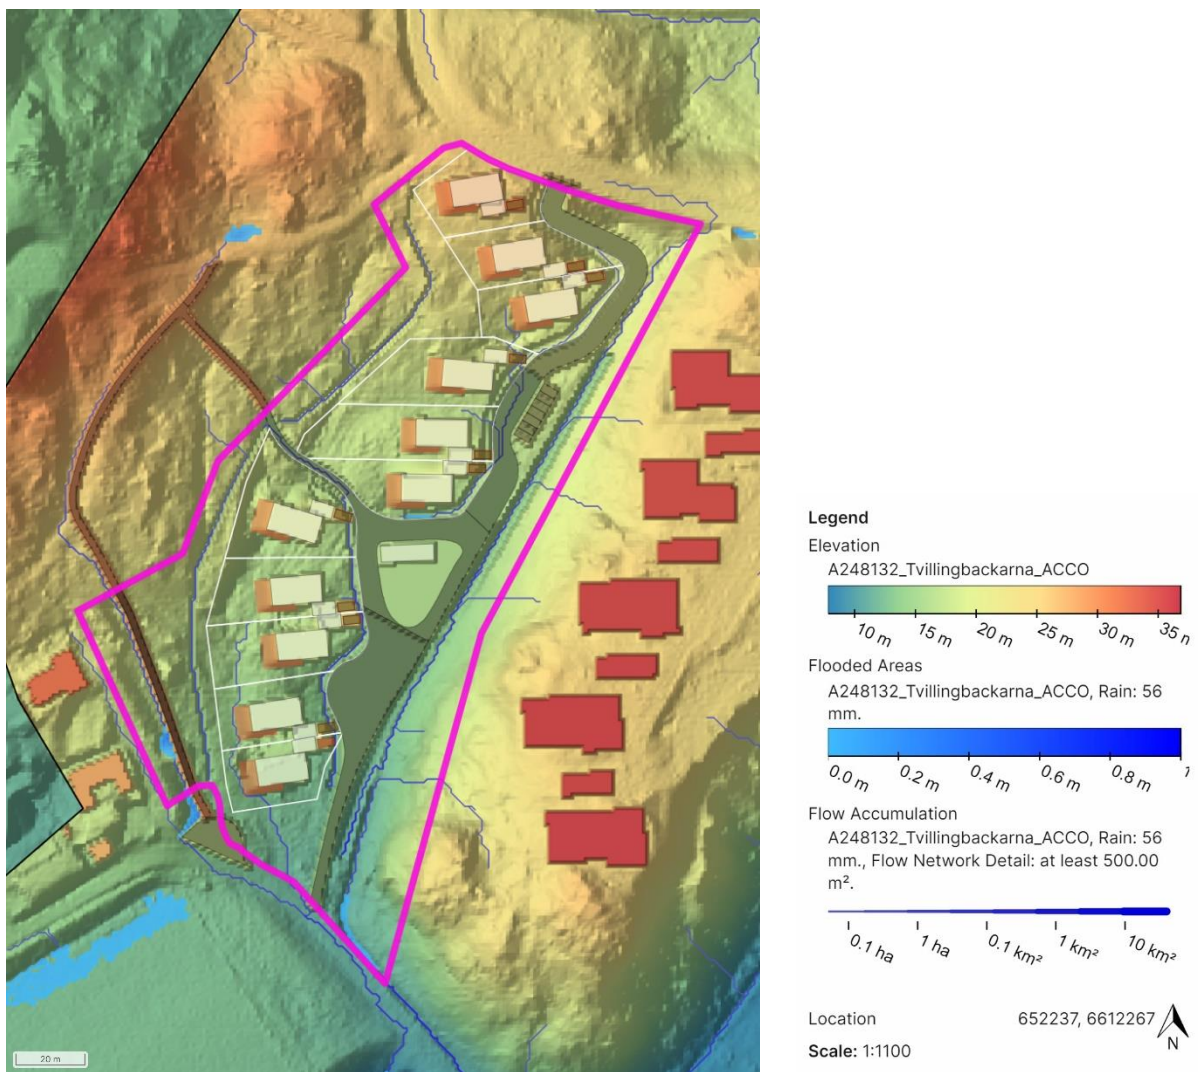 20 m
Legend
Elevation
A248132_Tvillingbackarna_ACCO
10 m 15 m 20 m 25 m 30 m 35 n
Flooded Areas
A248132_Tvillingbackarna_ACCO, Rain: 56
mm.
0.0 m 0.2 m 0.4 m 0.6 m 0.8 m 1
Flow Accumulation
A248132_Tvillingbackarna_ACCO, Rain: 56
mm., Flow Network Detail: at least 500.00
m².
0.1 ha 1 ha 0.1 km² 1 km² 10 km²
Location 652237, 6612267
N
Scale: 1:1100